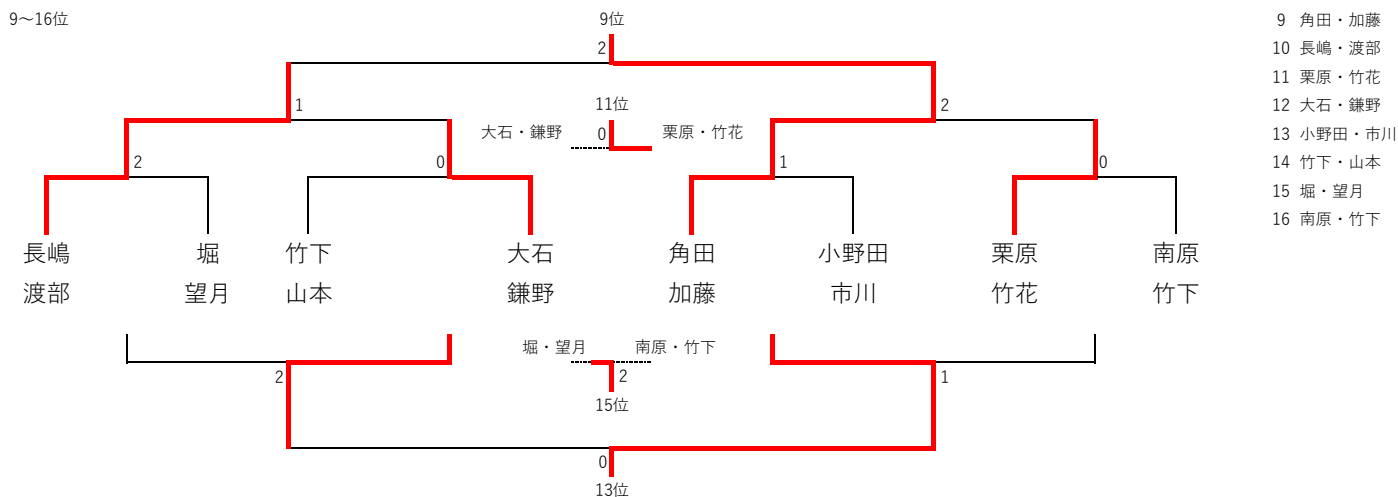 9～16位
9位
2
1
2
11位
大石・鎌野
0
栗原・竹花
2
0
1
0
長嶋 堀 竹下 大石 角田 小野田 栗原 南原
渡部 望月 山本 鎌野 加藤 市川 竹花 竹下
堀・望月
南原・竹下
2
2
1
15位
0
13位
9 角田・加藤
10 長嶋・渡部
11 栗原・竹花
12 大石・鎌野
13 小野田・市川
14 竹下・山本
15 堀・望月
16 南原・竹下